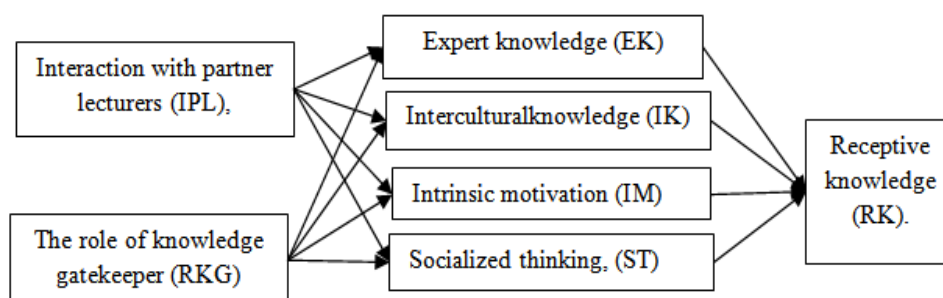 Interaction with partner
lecturers (IPL),
The role of knowledge
gatekeeper (RKG)
Expert knowledge (EK)
Interculturalknowledge (IK)
Intrinsic motivation (IM)
Socialized thinking, (ST)
Receptive
knowledge
(RK).